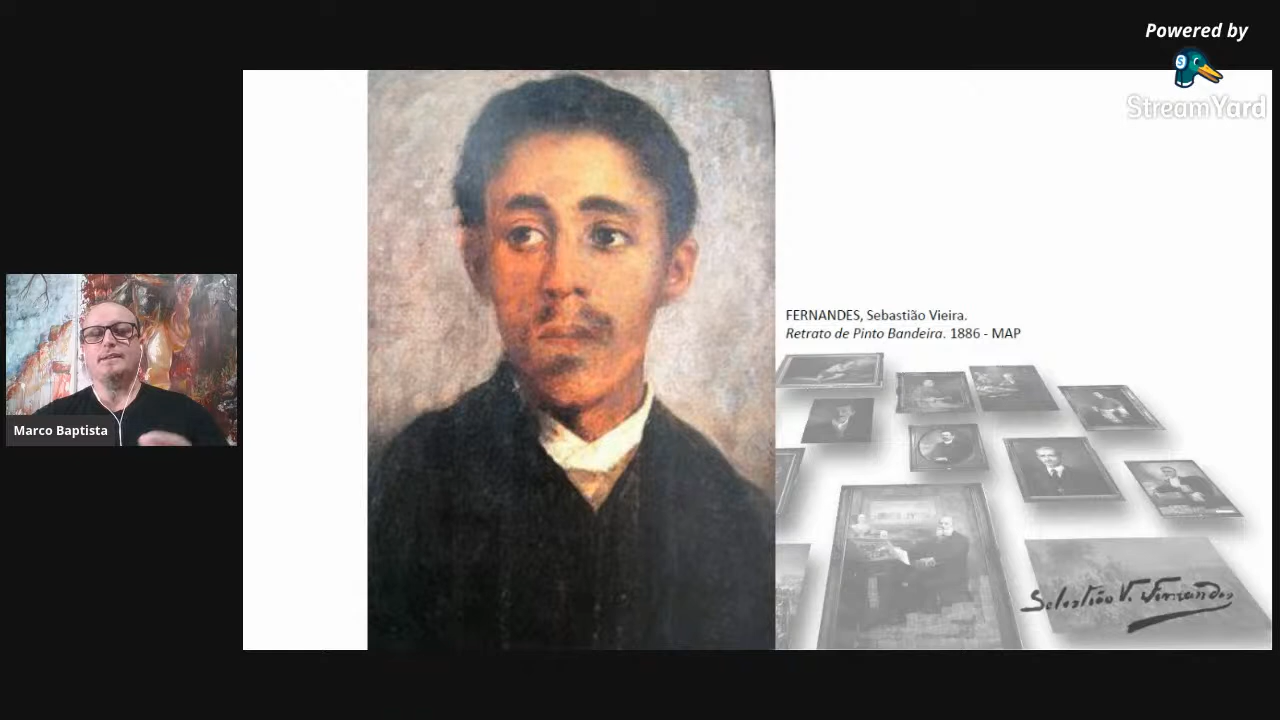 Powered by
StreamYard
FERNANDES, Sebastião Vieira.
Retrato de Pinto Bandeira. 1886 - MAP
Marco Baptista
Sebastião V. Fernandes